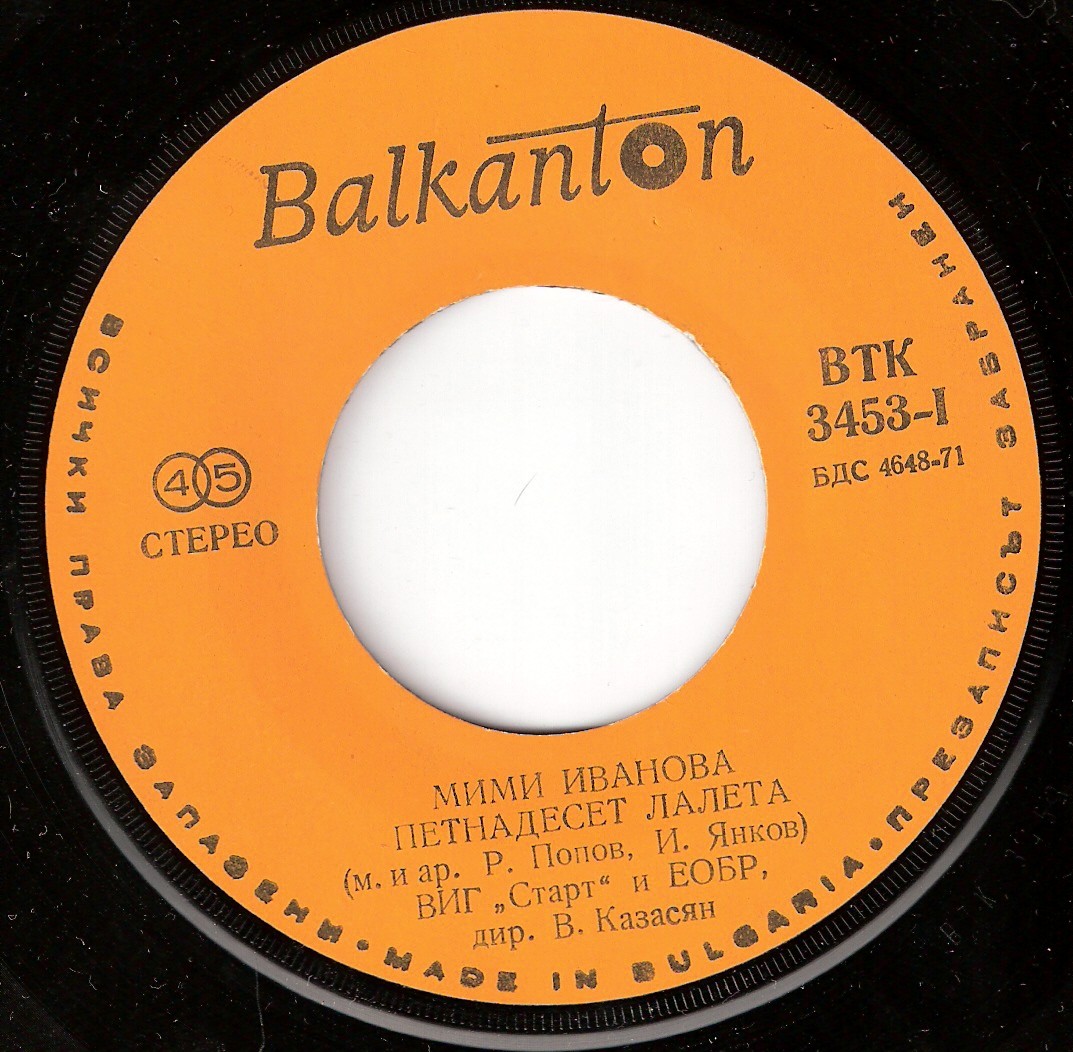 Balkanton
ВТК
3453-I
БДС 4648-71
45
СТЕРЕО
МИМИ ИВАНОВА
ПЕТНАДЕСЕТ ЛАЛЕТА
(м. и ар. Р. Попов, И. Янков)
ВИГ „Старт“ и ЕОБР,
дир. В. Казасян
ВСИЧКИ ПРАВА ЗАПАЗЕНИ • MADE IN BULGARIA • ПРЕЗАПИСЪТ ЗАБРАНЕН